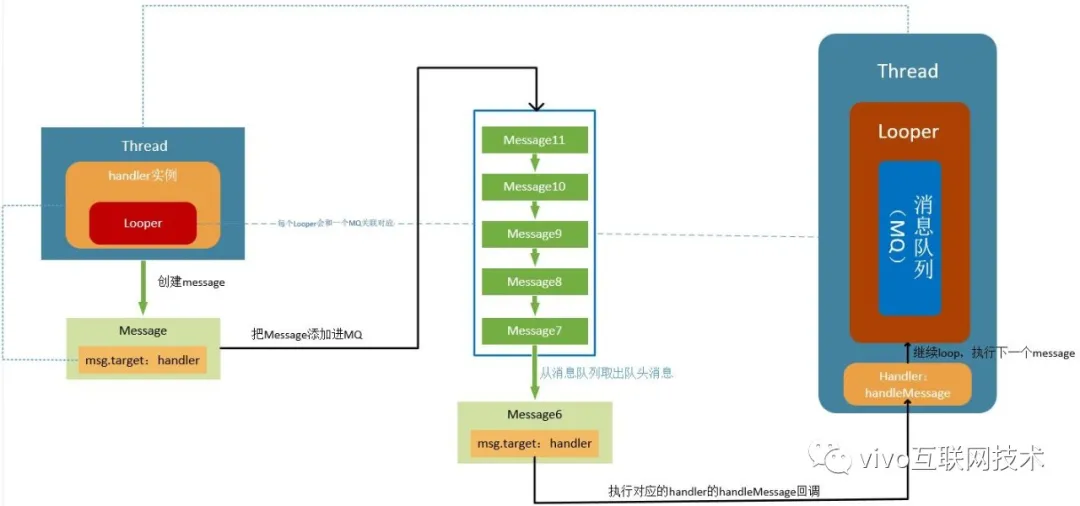 Thread
handler实例
Looper
创建message
Message
msg.target：handler
把Message添加进MQ
每个Looper会和一个MQ关联对应
Message11
Message10
Message9
Message8
Message7
从消息队列取出队头消息
Message6
msg.target：handler
执行对应的handler的handleMessage回调
Thread
Looper
消息队列
（MQ）
继续loop，执行下一个message
Handler：
handleMessage
vivo互联网技术